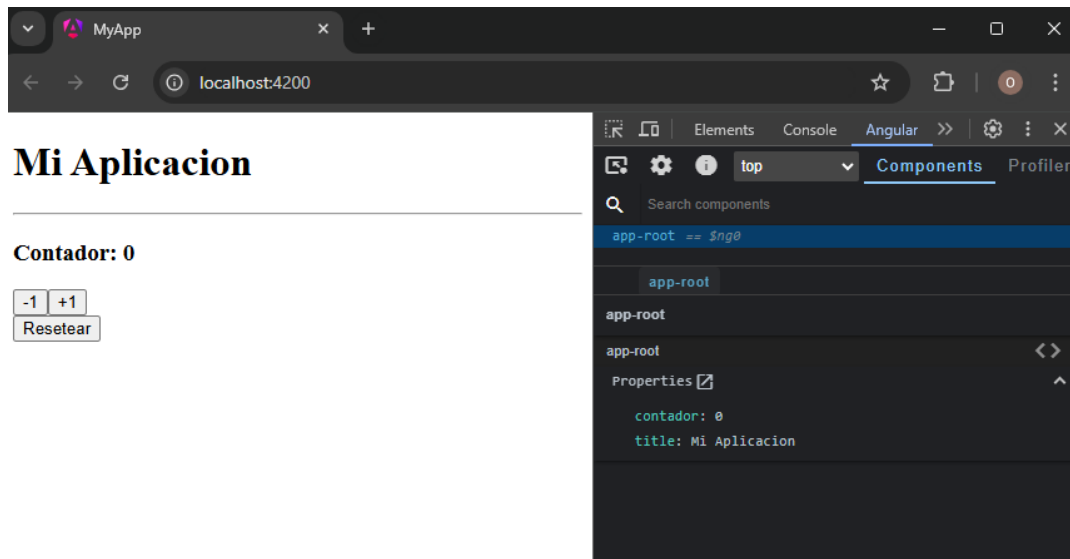 MyApp
localhost:4200
O
Mi Aplicacion
Contador: 0
-1 +1
Resetear
Elements Console Angular
top Components Profiler
Search components
app-root == $ng0
app-root
app-root
app-root
Properties
contador: 0
title: Mi Aplicacion